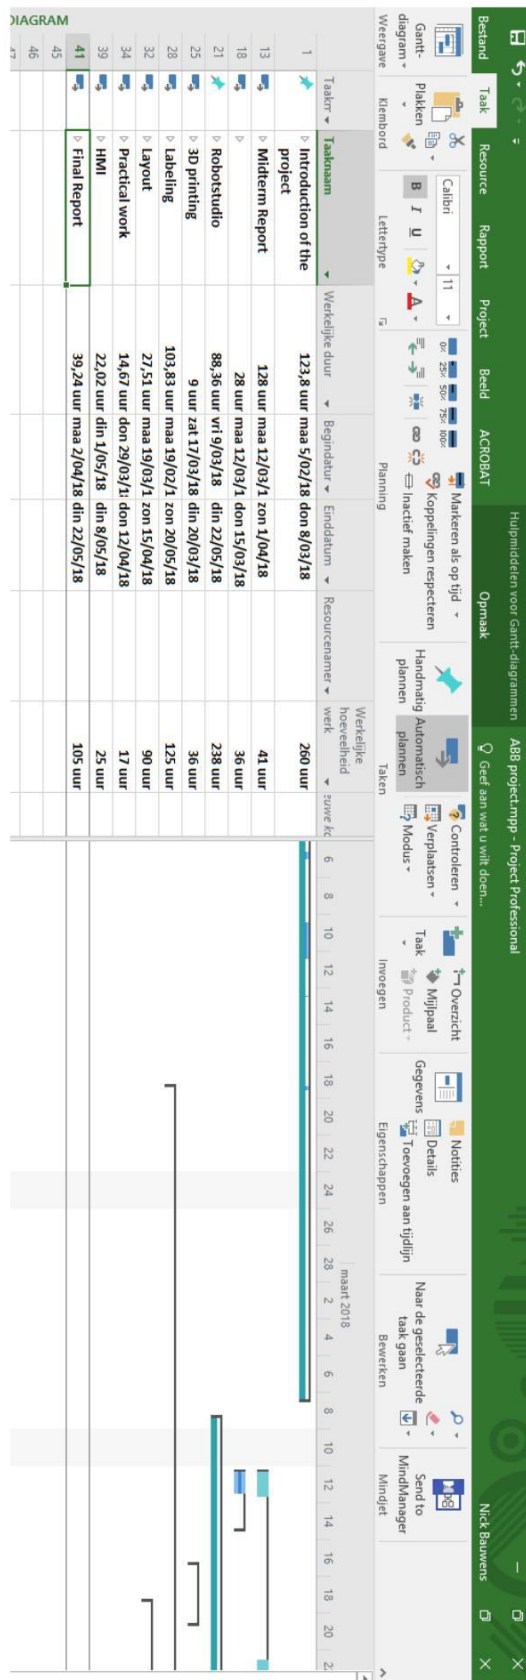 Hulpmiddelen voor Gantt-diagrammen
ABB project.mpp - Project Professional
Nick Bauwens
Bestand Taak Resource Rapport Project Beeld ACROBAT Opmaak Geef aan wat u wilt doen...
Gantt-
diagram
Weergave
Plakken
Klembord
Calibri 11
B I U
A
Lettertype
0% 25% 50% 75% 100%
Markeren als op tijd
Koppelingen respecteren
Inactief maken
Planning
Handmatig
plannen
Automatisch
plannen
Controleren
Verplaatsen
Modus
Taken
Taak
Overzicht
Mijlpaal
Product
Invoegen
Gegevens
Notities
Details
Toevoegen aan tijdlijn
Eigenschappen
Naar de geselecteerde
taak gaan
Bewerken
Send to
MindManager
Mindjet
Taakm Taaknaam Werkelijke duur Begindatur Einddatum Resourcenamer Werkelijke hoeveelheid werk
maart 2018
6 8 10 12 14 16 18 20 22 24 26 28 2 4 6 8 10 12 14 16 18 20
1 Introduction of the project 123,8 uur maa 5/02/18 don 8/03/18 260 uur
13 Midterm Report 128 uur maa 12/03/1 zon 1/04/18 41 uur
18 28 uur maa 12/03/1 don 15/03/18 36 uur
21 Robotstudio 88,36 uur vri 9/03/18 din 22/05/18 238 uur
25 3D printing 9 uur zat 17/03/18 din 20/03/18 36 uur
28 Labeling 103,83 uur maa 19/02/1 zon 20/05/18 125 uur
32 Layout 27,51 uur maa 19/03/1 zon 15/04/18 90 uur
34 Practical work 14,67 uur don 29/03/1 don 12/04/18 17 uur
39 HMI 22,02 uur din 1/05/18 din 8/05/18 25 uur
41 Final Report 39,24 uur maa 2/04/18 din 22/05/18 105 uur
45
46
DIAGRAM